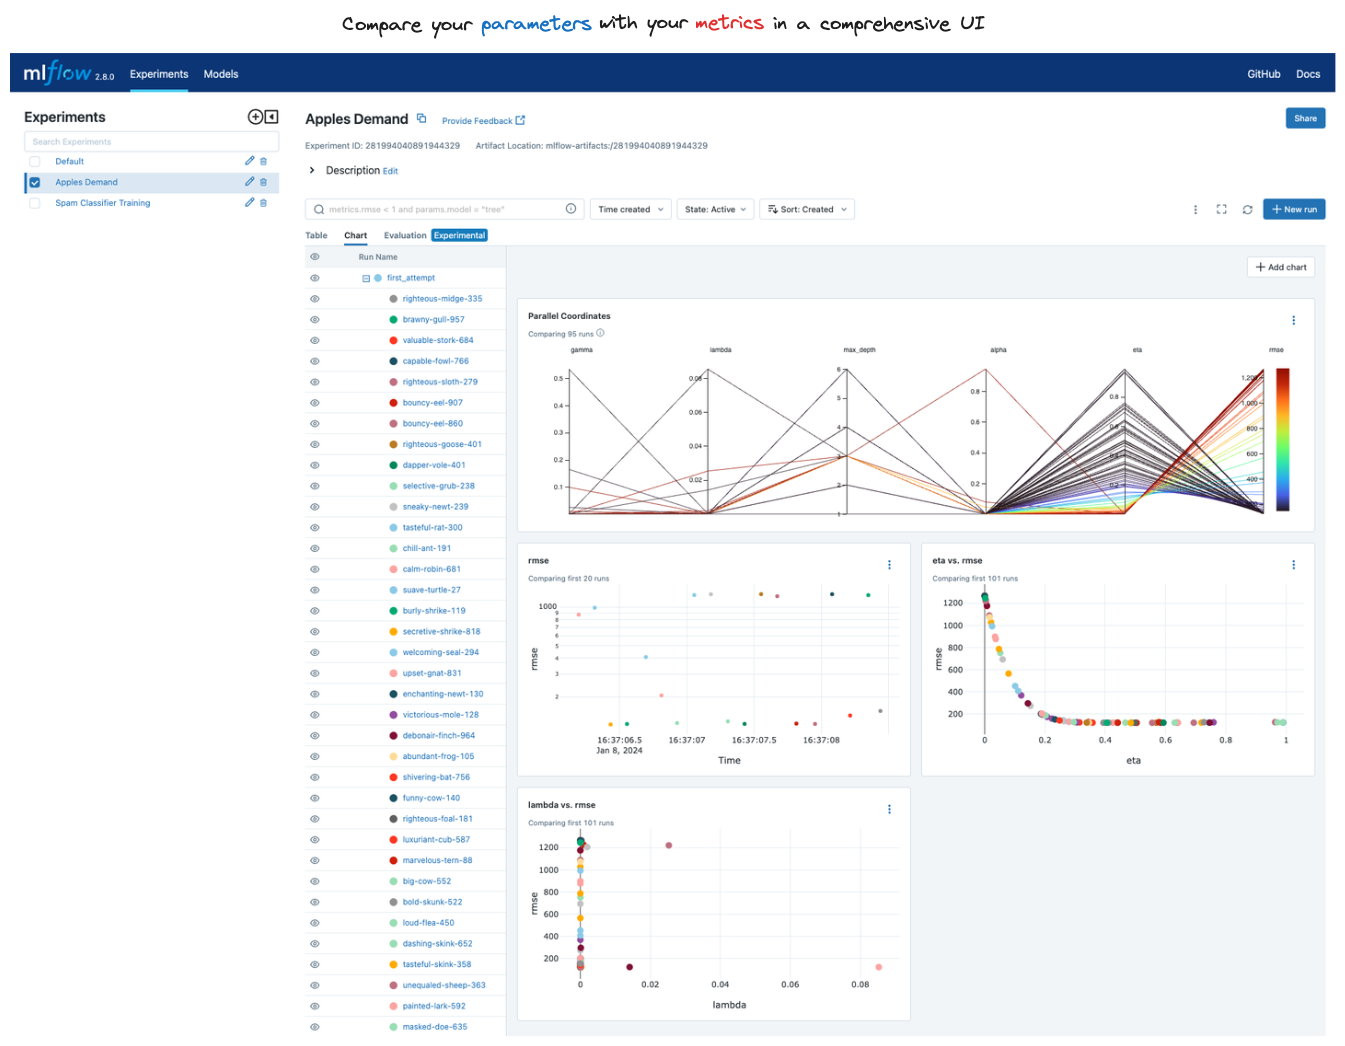 Compare your parameters with your metrics in a comprehensive UI
mlflow 2.8.0 Experiments Models GitHub Docs
Experiments
Search Experiments
Default
Apples Demand
Spam Classifier Training
Apples Demand Provide Feedback Share
Experiment ID: 281994040891944329 Artifact Location: mlflow-artifacts:/281994040891944329
Description Edit
metrics.rmse < 1 and params.model = "tree" Time created State: Active Sort: Created + New run
Table Chart Evaluation Experimental
Run Name
first_attempt
righteous-midge-335
brawny-gull-957
valuable-stork-684
capable-fowl-766
righteous-sloth-279
bouncy-eel-907
bouncy-eel-860
righteous-goose-401
dapper-vole-401
selective-grub-238
sneaky-newt-239
tasteful-rat-300
chill-ant-191
calm-robin-681
suave-turtle-27
burly-shrike-119
secretive-shrike-818
welcoming-seal-294
upset-gnat-831
enchanting-newt-130
victorious-mole-128
debonair-finch-964
abundant-frog-105
shivering-bat-756
funny-cow-140
righteous-foal-181
luxuriant-cub-587
marvelous-tern-88
big-cow-552
bold-skunk-522
loud-flea-450
dashing-skink-652
tasteful-skink-358
unequaled-sheep-363
painted-lark-592
masked-doe-635
+ Add chart
Parallel Coordinates
Comparing 95 runs
gamma lambda max_depth alpha eta rmse
0.5
0.4
0.3
0.2
0.1
0.08
0.06
0.04
0.02
6
5
4
3
2
1
0.8
0.6
0.4
0.2
0.8
0.6
0.4
0.2
1,200
1,000
800
600
400
rmse
Comparing first 20 runs
1000
9
8
7
6
5
4
3
2
rmse
16:37:06.5 16:37:07 16:37:07.5 16:37:08
Jan 8, 2024
Time
eta vs. rmse
Comparing first 101 runs
1200
1000
800
600
400
200
rmse
0 0.2 0.4 0.6 0.8 1
eta
lambda vs. rmse
Comparing first 101 runs
1200
1000
800
600
400
200
rmse
0 0.02 0.04 0.06 0.08
lambda